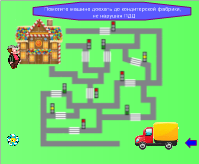 Помогите машине доехать до кондитерской фабрики,
не нарушая ПДД